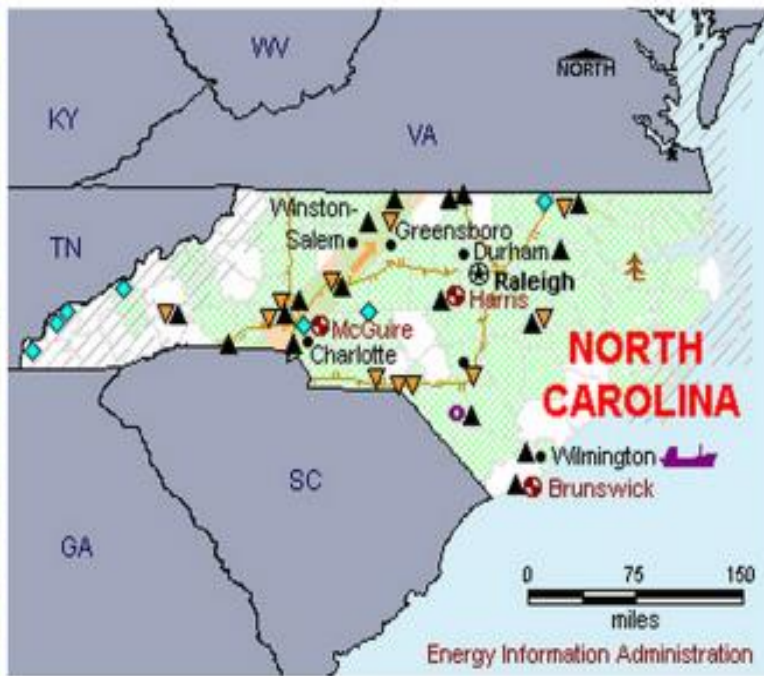 WV
NORTH
KY
VA
TN
Winston-
Salem
Greensboro
Durham
Raleigh
Harris
McGuire
Charlotte
NORTH
CAROLINA
SC
Wilmington
Brunswick
GA
0 75 150
miles
Energy Information Administration